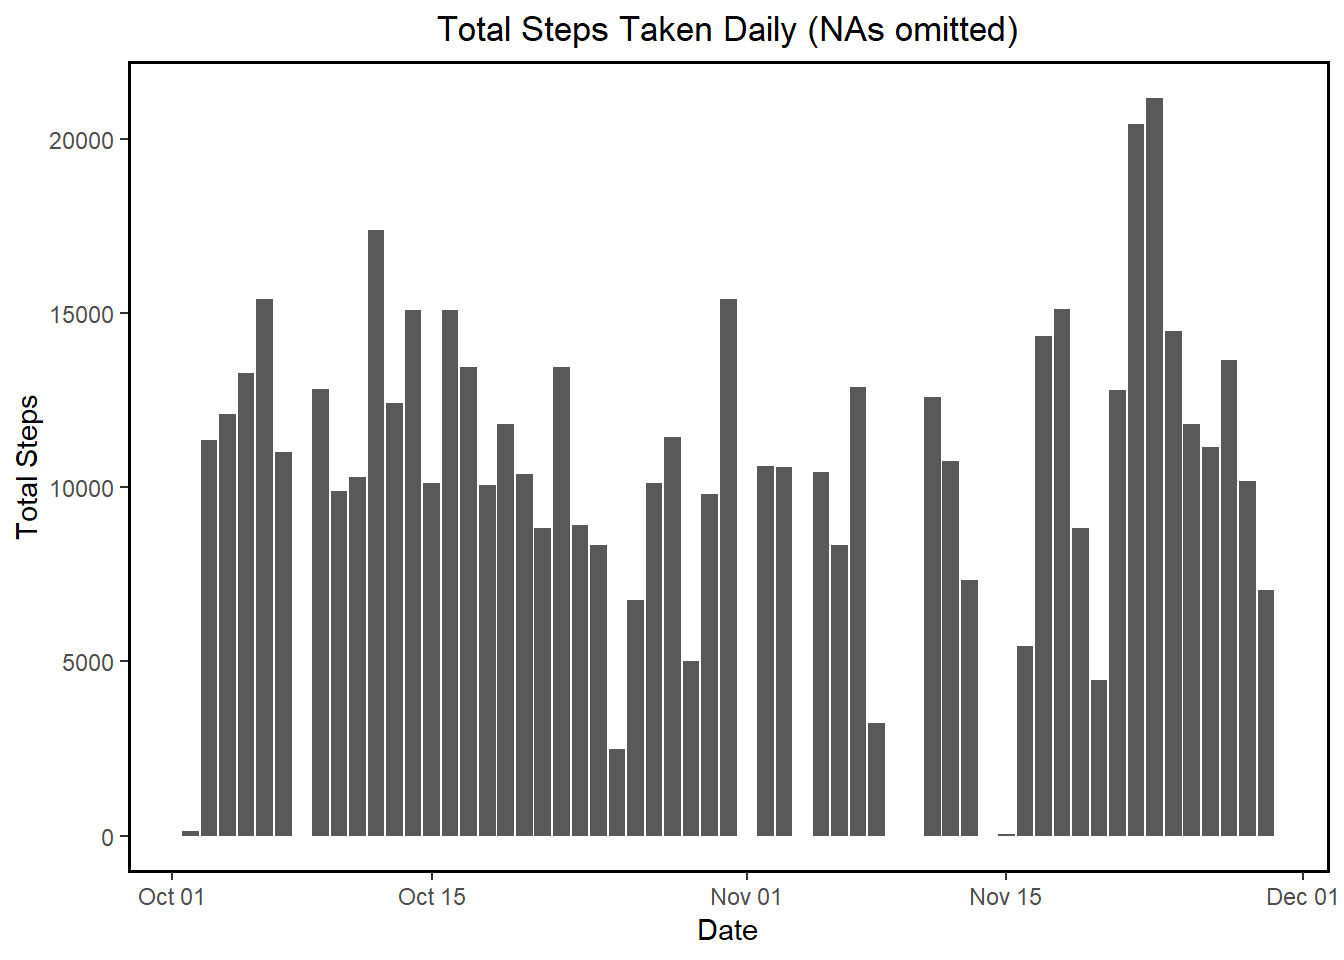 Total Steps Taken Daily (NAs omitted)
Total Steps
20000
15000
10000
5000
0
Oct 01
Oct 15
Nov 01
Nov 15
Dec 01
Date